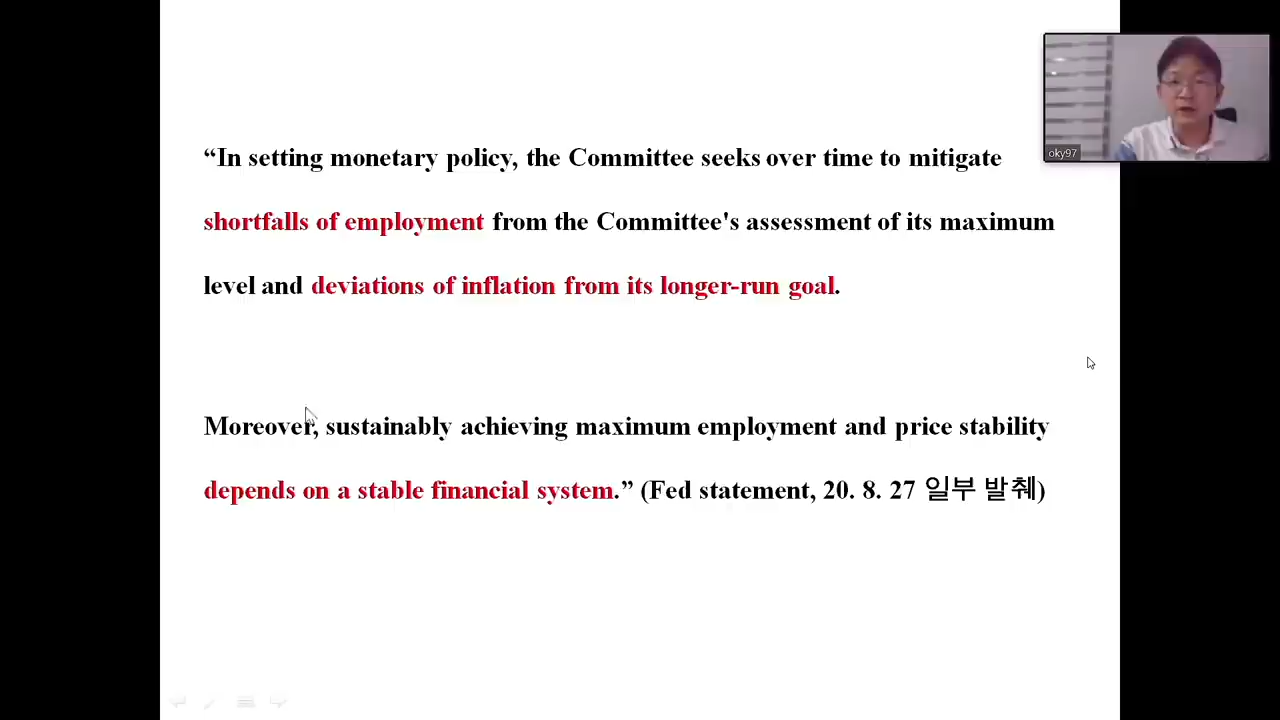 “In setting monetary policy, the Committee seeks over time to mitigate
shortfalls of employment from the Committee's assessment of its maximum
level and deviations of inflation from its longer-run goal.
Moreover, sustainably achieving maximum employment and price stability
depends on a stable financial system.” (Fed statement, 20. 8. 27 일부 발췌)
oky97